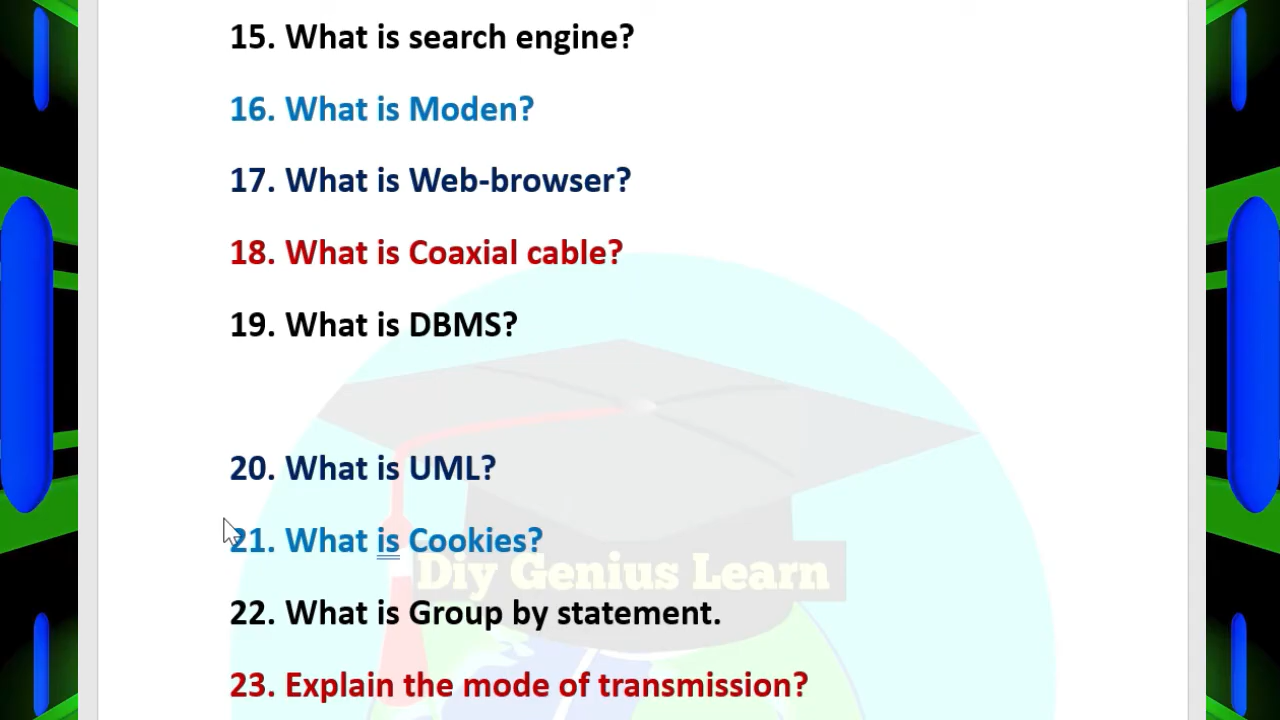 15. What is search engine?
16. What is Moden?
17. What is Web-browser?
18. What is Coaxial cable?
19. What is DBMS?
20. What is UML?
21. What is Cookies?
Diy Genius Learn
22. What is Group by statement.
23. Explain the mode of transmission?